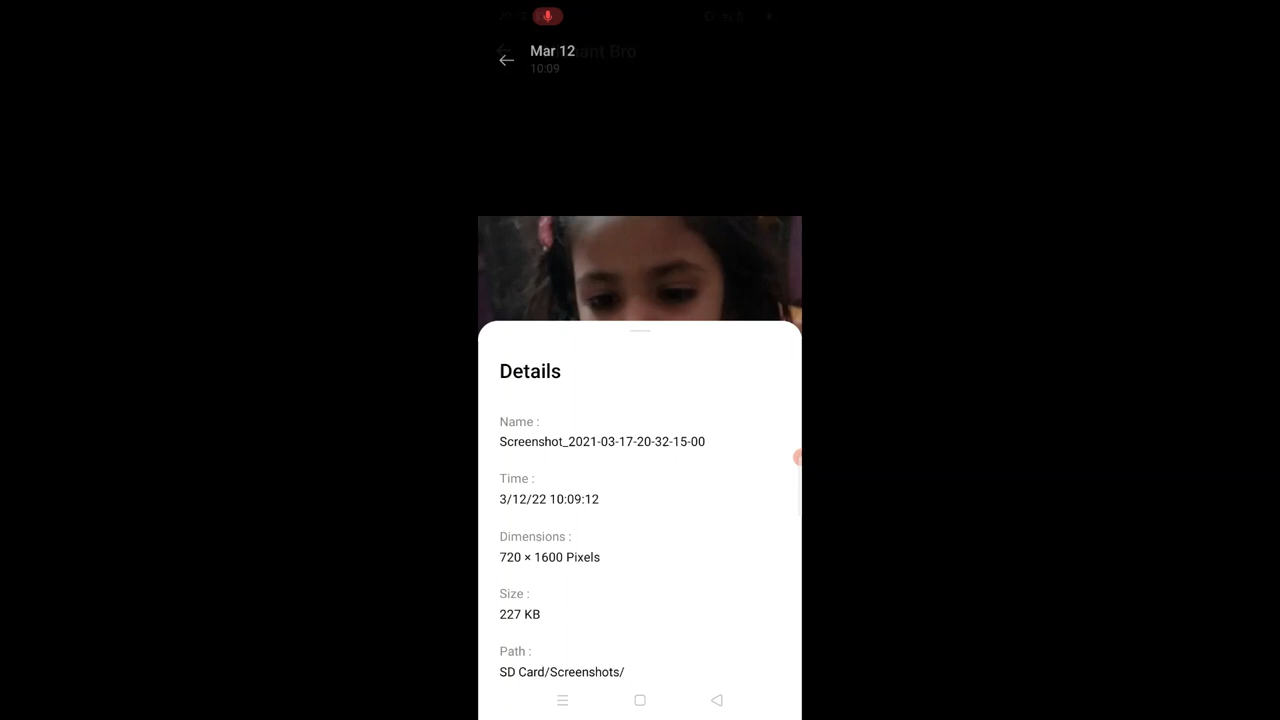 Mar 12
10:09
Details
Name :
Screenshot_2021-03-17-20-32-15-00
Time :
3/12/22 10:09:12
Dimensions :
720 × 1600 Pixels
Size :
227 KB
Path :
SD Card/Screenshots/